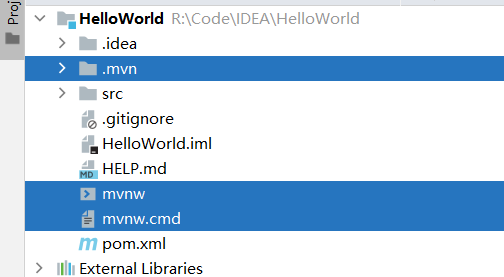 Proj
HelloWorld R:\Code\IDEA\HelloWorld
.idea
.mvn
src
.gitignore
HelloWorld.iml
HELP.md
mvnw
mvnw.cmd
pom.xml
External Libraries